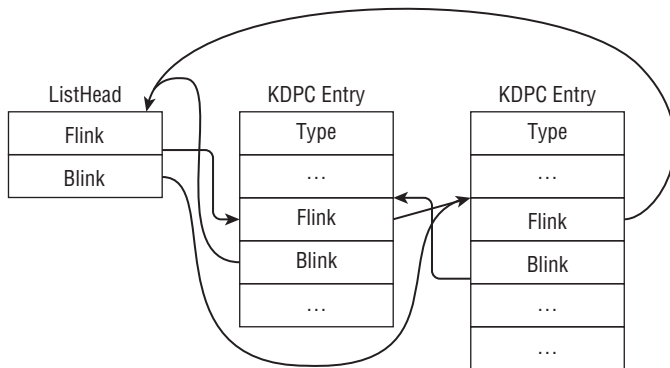 ListHead
Flink
Blink
KDPC Entry
Type
…
Flink
Blink
…
KDPC Entry
Type
…
Flink
Blink
…
…